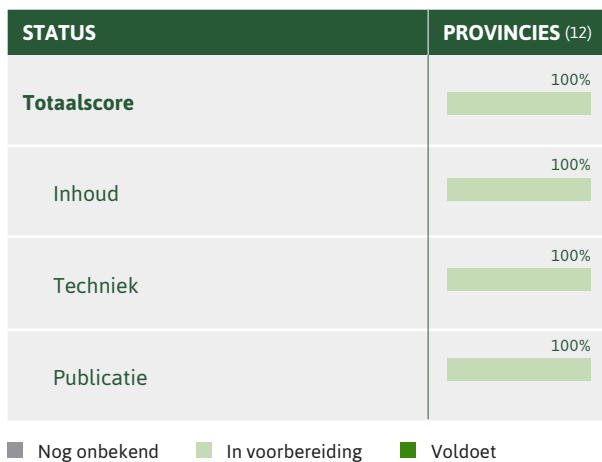 STATUS PROVINCIES (12)
100%
Totaalscore
100%
Inhoud
100%
Techniek
100%
Publicatie
Nog onbekend In voorbereiding Voldoet